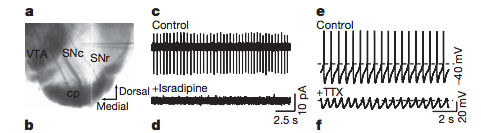 a
VTA
SNc
SNr
cp
Dorsal
Medial
b
c
Control
+Isradipine
10 pA
2.5 s
d
e
Control
−40 mV
+TTX
20 mV
2 s
f